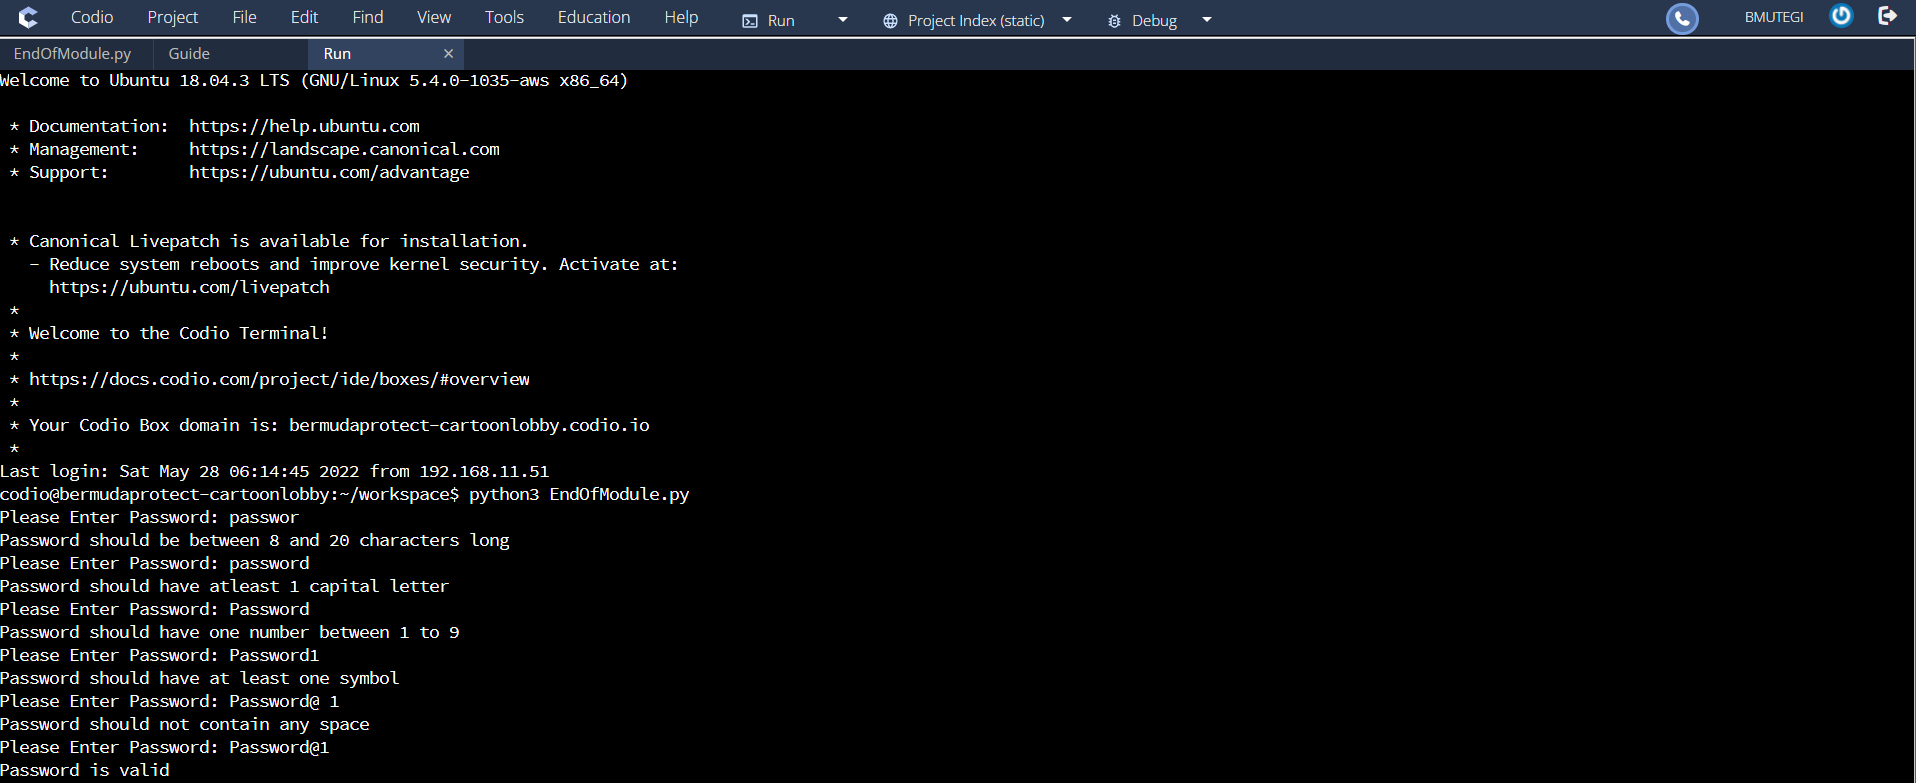 Codio Project File Edit Find View Tools Education Help Run Project Index (static) Debug BMUTEGI
EndOfModule.py Guide Run ×
Welcome to Ubuntu 18.04.3 LTS (GNU/Linux 5.4.0-1035-aws x86_64)
* Documentation: https://help.ubuntu.com
* Management: https://landscape.canonical.com
* Support: https://ubuntu.com/advantage
* Canonical Livepatch is available for installation.
- Reduce system reboots and improve kernel security. Activate at:
https://ubuntu.com/livepatch
*
* Welcome to the Codio Terminal!
*
* https://docs.codio.com/project/ide/boxes/#overview
*
* Your Codio Box domain is: bermudaprotect-cartoonlobby.codio.io
*
Last login: Sat May 28 06:14:45 2022 from 192.168.11.51
codio@bermudaprotect-cartoonlobby:~/workspace$ python3 EndOfModule.py
Please Enter Password: passwor
Password should be between 8 and 20 characters long
Please Enter Password: password
Password should have atleast 1 capital letter
Please Enter Password: Password
Password should have one number between 1 to 9
Please Enter Password: Password1
Password should have at least one symbol
Please Enter Password: Password@ 1
Password should not contain any space
Please Enter Password: Password@1
Password is valid